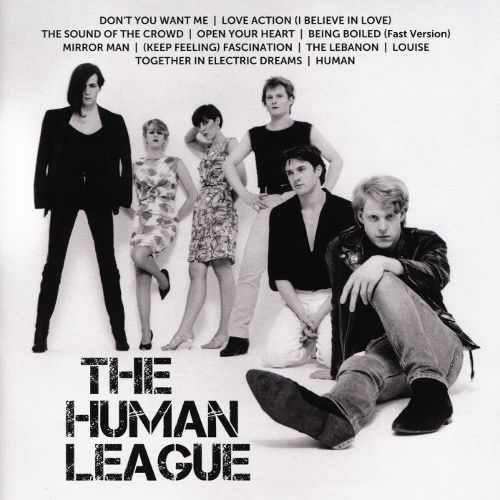 DON'T YOU WANT ME | LOVE ACTION (I BELIEVE IN LOVE)
THE SOUND OF THE CROWD | OPEN YOUR HEART | BEING BOILED (Fast Version)
MIRROR MAN | (KEEP FEELING) FASCINATION | THE LEBANON | LOUISE
TOGETHER IN ELECTRIC DREAMS | HUMAN
THE
HUMAN
LEAGUE